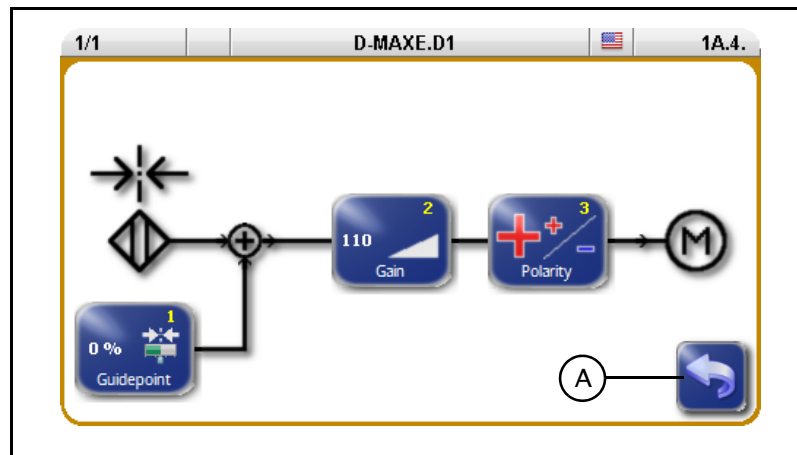 1/1 D-MAXE.D1 1A.4.
2
3
110
Gain
Polarity
M
1
0 %
Guidepoint
A